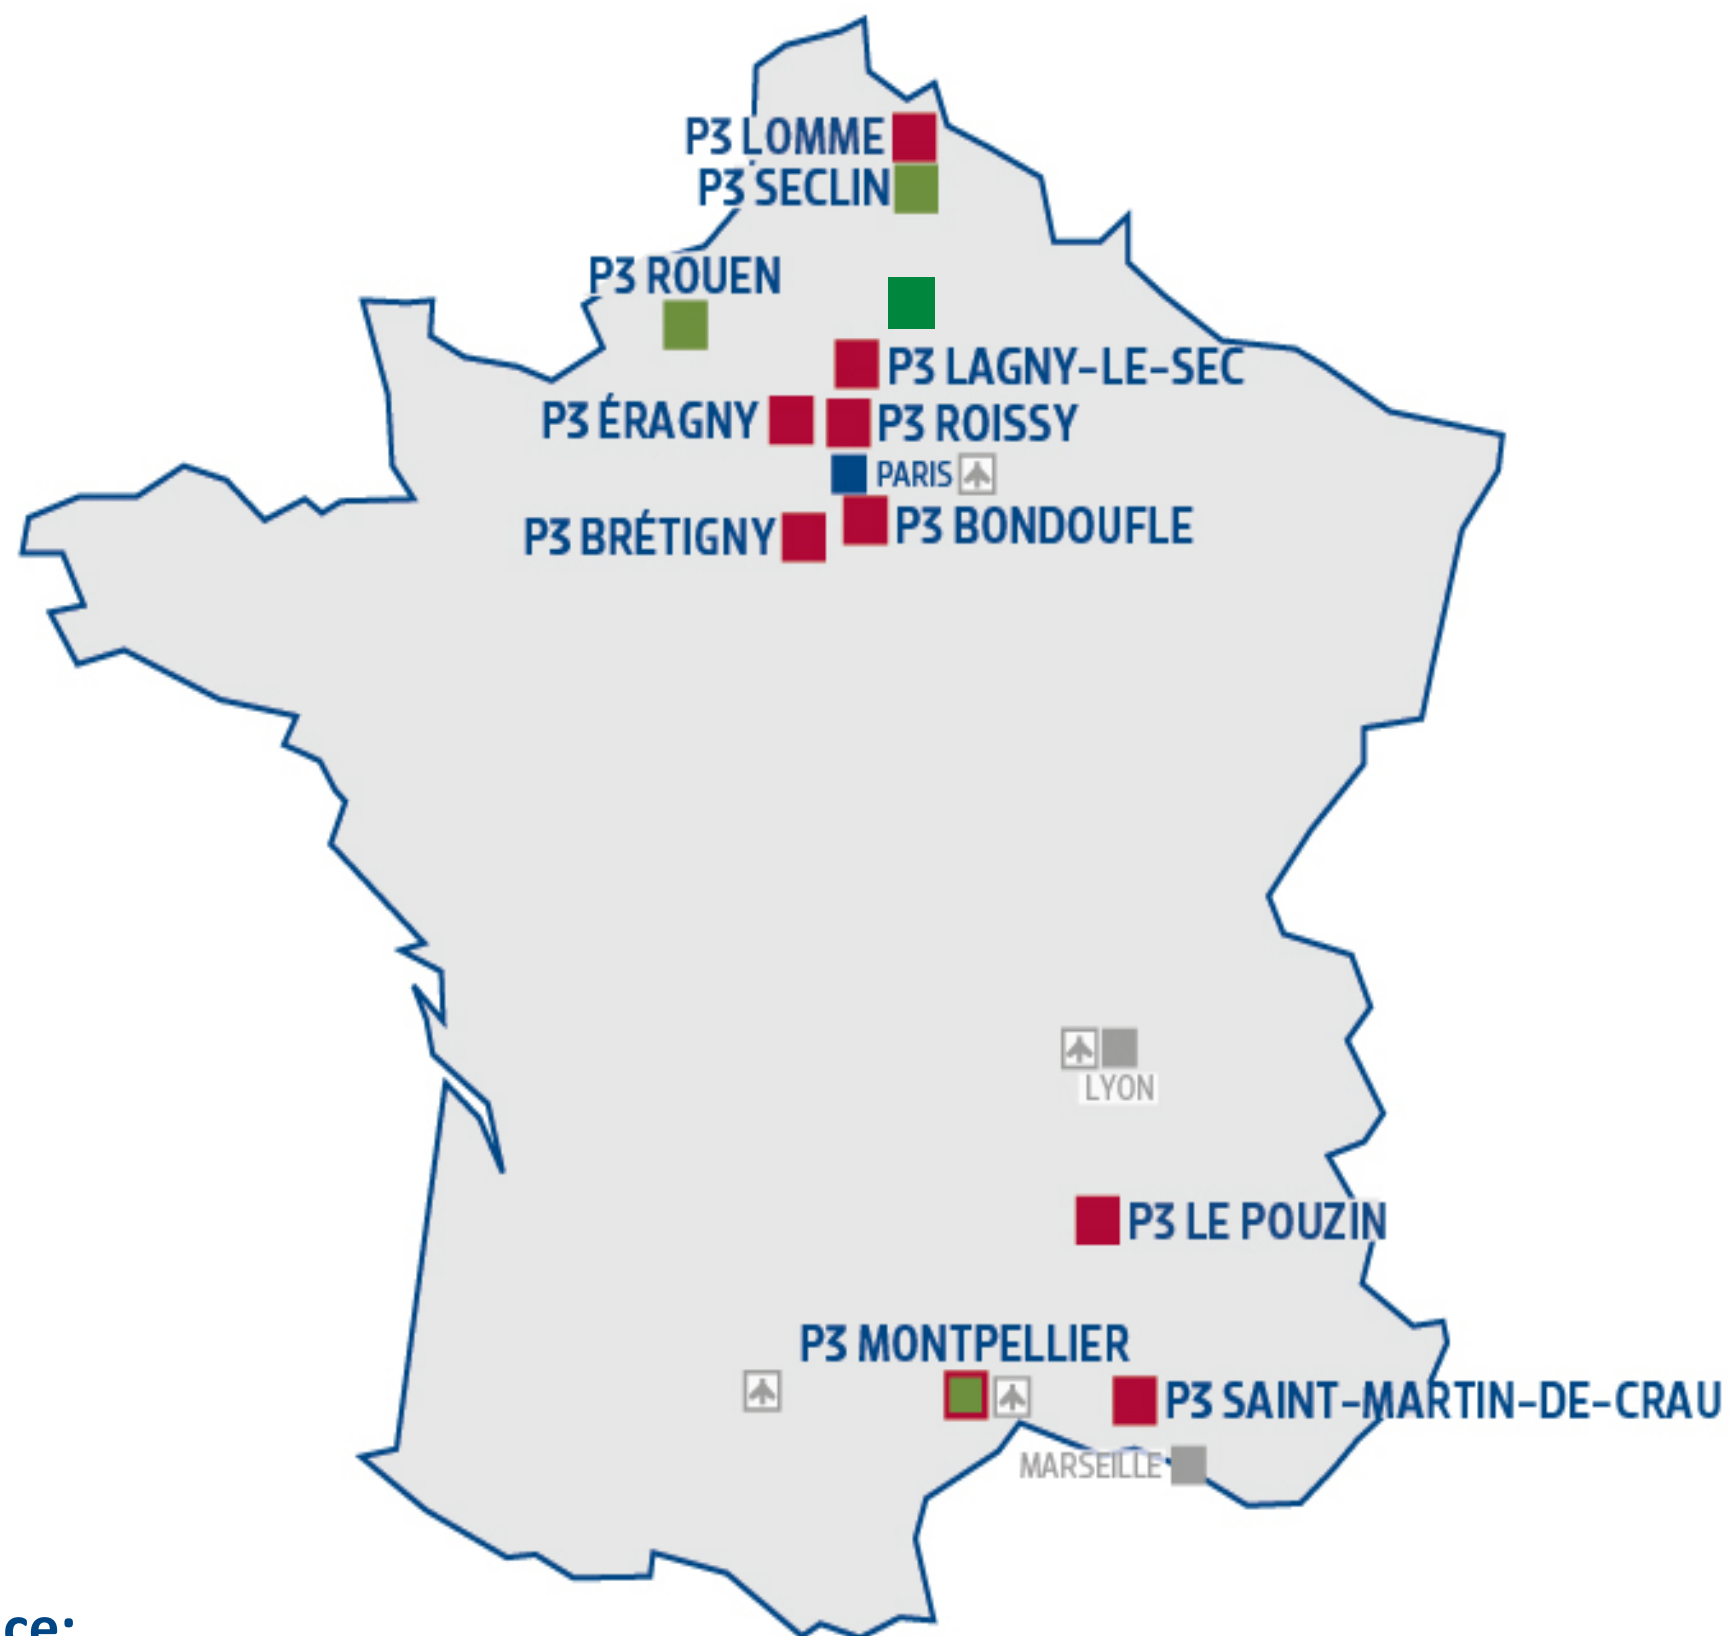 P3 LOMME
P3 SECLIN
P3 ROUEN
P3 LAGNY-LE-SEC
P3 ÉRAGNY
P3 ROISSY
PARIS
P3 BONDOUFLE
P3 BRÉTIGNY
LYON
P3 LE POUZIN
P3 MONTPELLIER
P3 SAINT-MARTIN-DE-CRAU
MARSEILLE
ce: